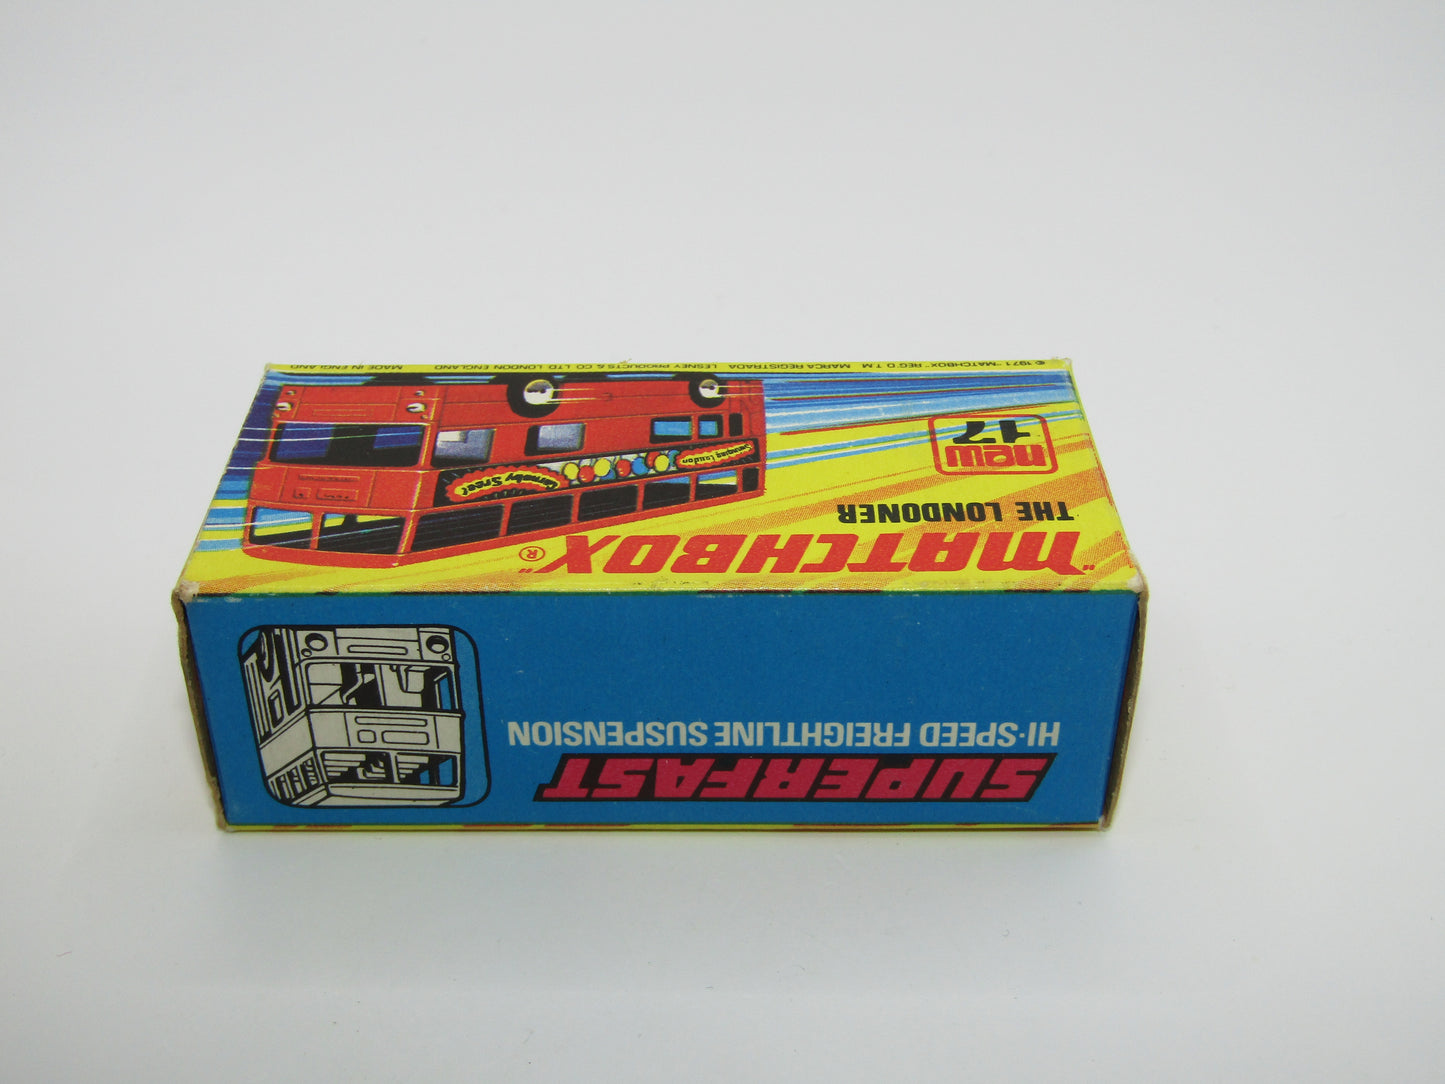 SUPERFAST
HI·SPEED FREIGHTLINE SUSPENSION
"MATCHBOX"®
THE LONDONER
new
17
Swinging London
Carnaby Street
© 1971 "MATCHBOX" REG'D T.M MARCA REGISTRADA LESNEY PRODUCTS & CO LTD LONDON ENGLAND MADE IN ENGLAND